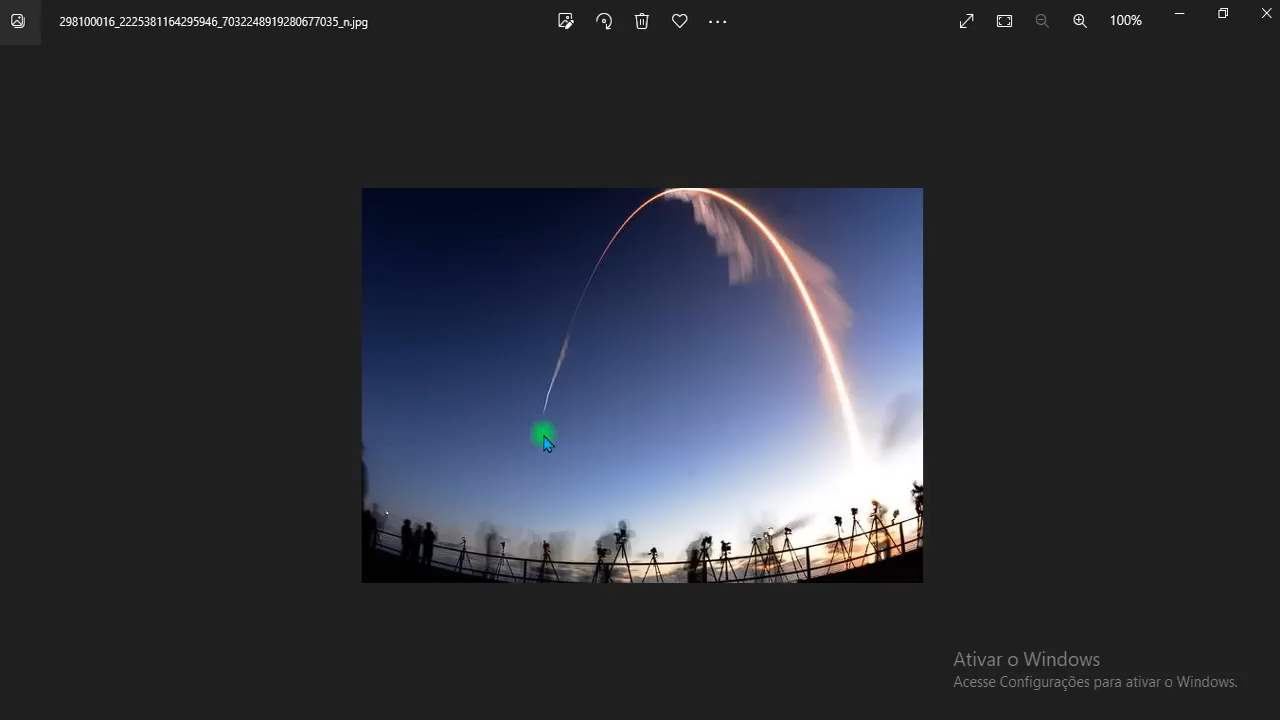 298100016_2225381164295946_7032248919280677035_n.jpg
100%
Ativar o Windows
Acesse Configurações para ativar o Windows.